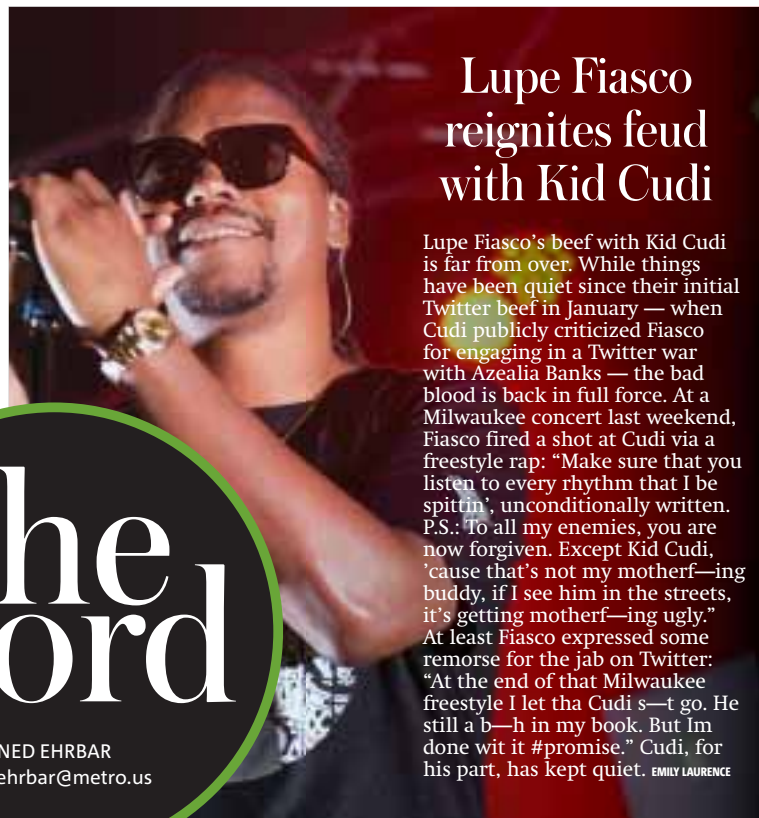 Lupe Fiasco
reignites feud
with Kid Cudi
Lupe Fiasco’s beef with Kid Cudi
is far from over. While things
have been quiet since their initial
Twitter beef in January — when
Cudi publicly criticized Fiasco
for engaging in a Twitter war
with Azealia Banks — the bad
blood is back in full force. At a
Milwaukee concert last weekend,
Fiasco fired a shot at Cudi via a
freestyle rap: “Make sure that you
listen to every rhythm that I be
spittin’, unconditionally written.
P.S.: To all my enemies, you are
now forgiven. Except Kid Cudi,
’cause that’s not my motherf—ing
buddy, if I see him in the streets,
it’s getting motherf—ing ugly.”
At least Fiasco expressed some
remorse for the jab on Twitter:
“At the end of that Milwaukee
freestyle I let tha Cudi s—t go. He
still a b—h in my book. But Im
done wit it #promise.” Cudi, for
his part, has kept quiet. EMILY LAURENCE
he
ord
NED EHRBAR
ehrbar@metro.us